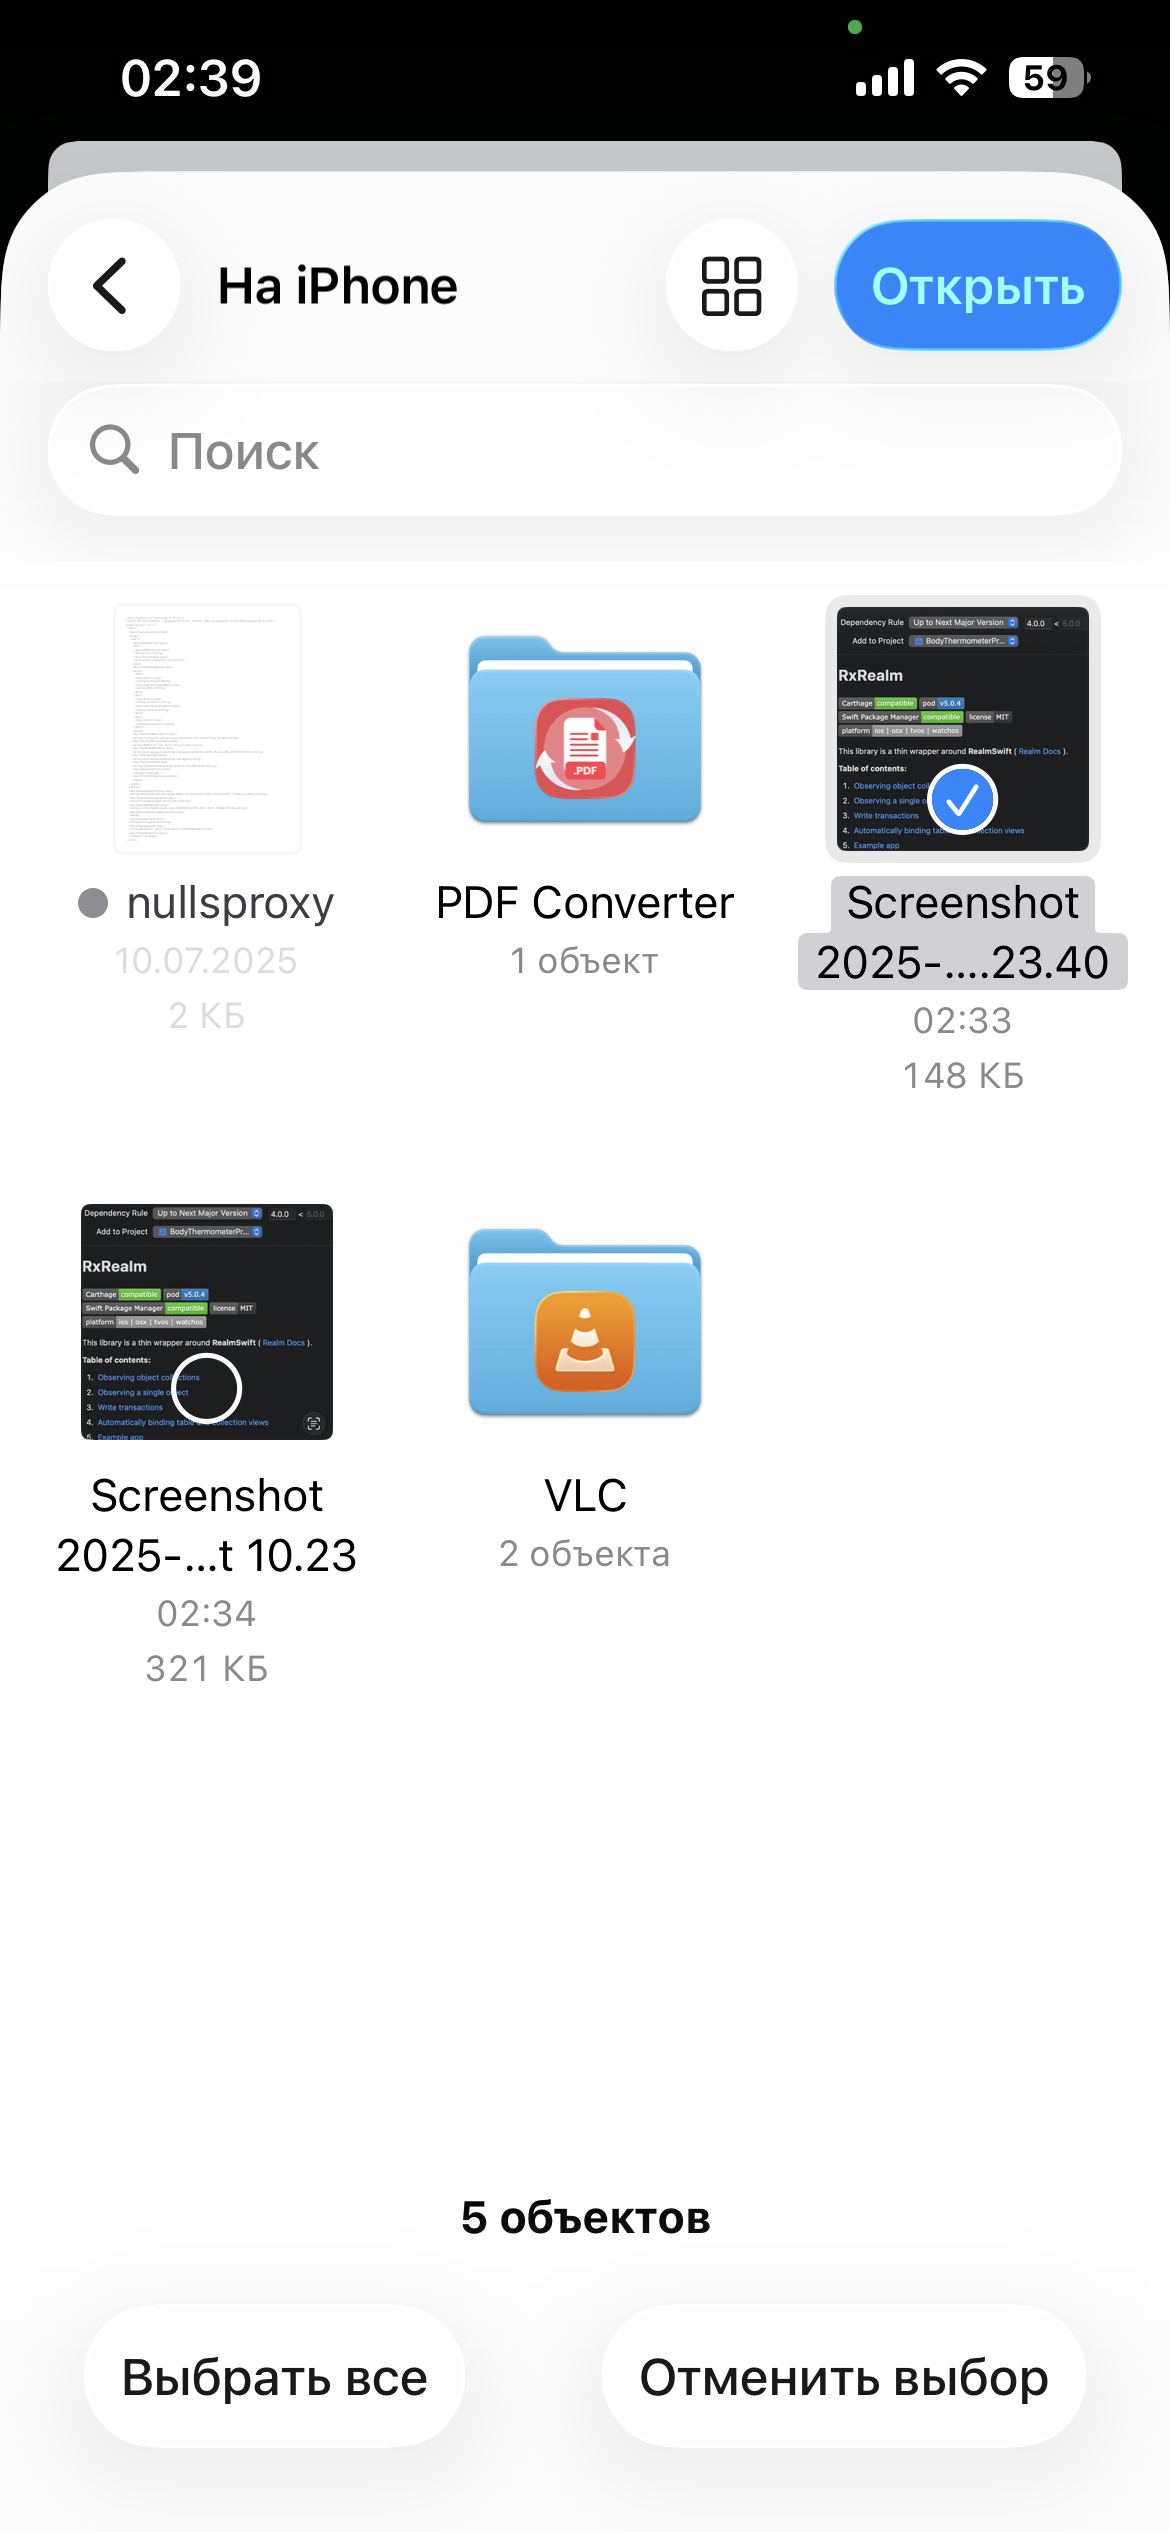 02:39
59
На iPhone
Открыть
Поиск
Dependency Rule Up to Next Major Version 4.0.0 < 5.0.0
Add to Project BodyThermometerPr...
RxRealm
Carthage compatible pod v5.0.4
Swift Package Manager compatible license MIT
platform ios | osx | tvos | watchos
This library is a thin wrapper around RealmSwift ( Realm Docs ).
Table of contents:
1. Observing object
2. Observing a single
3. Write transactions
4. Automatically binding views
5. Example app
.PDF
nullsproxy
10.07.2025
2 КБ
PDF Converter
1 объект
Screenshot
2025-....23.40
02:33
148 КБ
Dependency Rule Up to Next Major Version 4.0.0 < 5.0.0
Add to Project BodyThermometerPr...
RxRealm
Carthage compatible pod v5.0.4
Swift Package Manager compatible license MIT
platform ios | osx | tvos | watchos
This library is a thin wrapper around RealmSwift ( Realm Docs ).
Table of contents:
1. Observing object collections
2. Observing a single object
3. Write transactions
4. Automatically binding table and collection views
5. Example app
Screenshot
2025-...t 10.23
02:34
321 КБ
VLC
2 объекта
5 объектов
Выбрать все
Отменить выбор